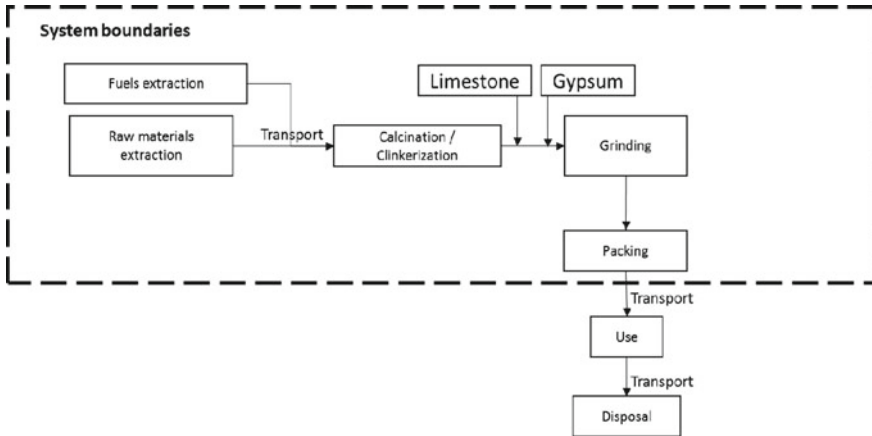 System boundaries
Fuels extraction
Limestone
Gypsum
Raw materials
extraction
Transport
Calcination /
Clinkerization
Grinding
Packing
Transport
Use
Transport
Disposal